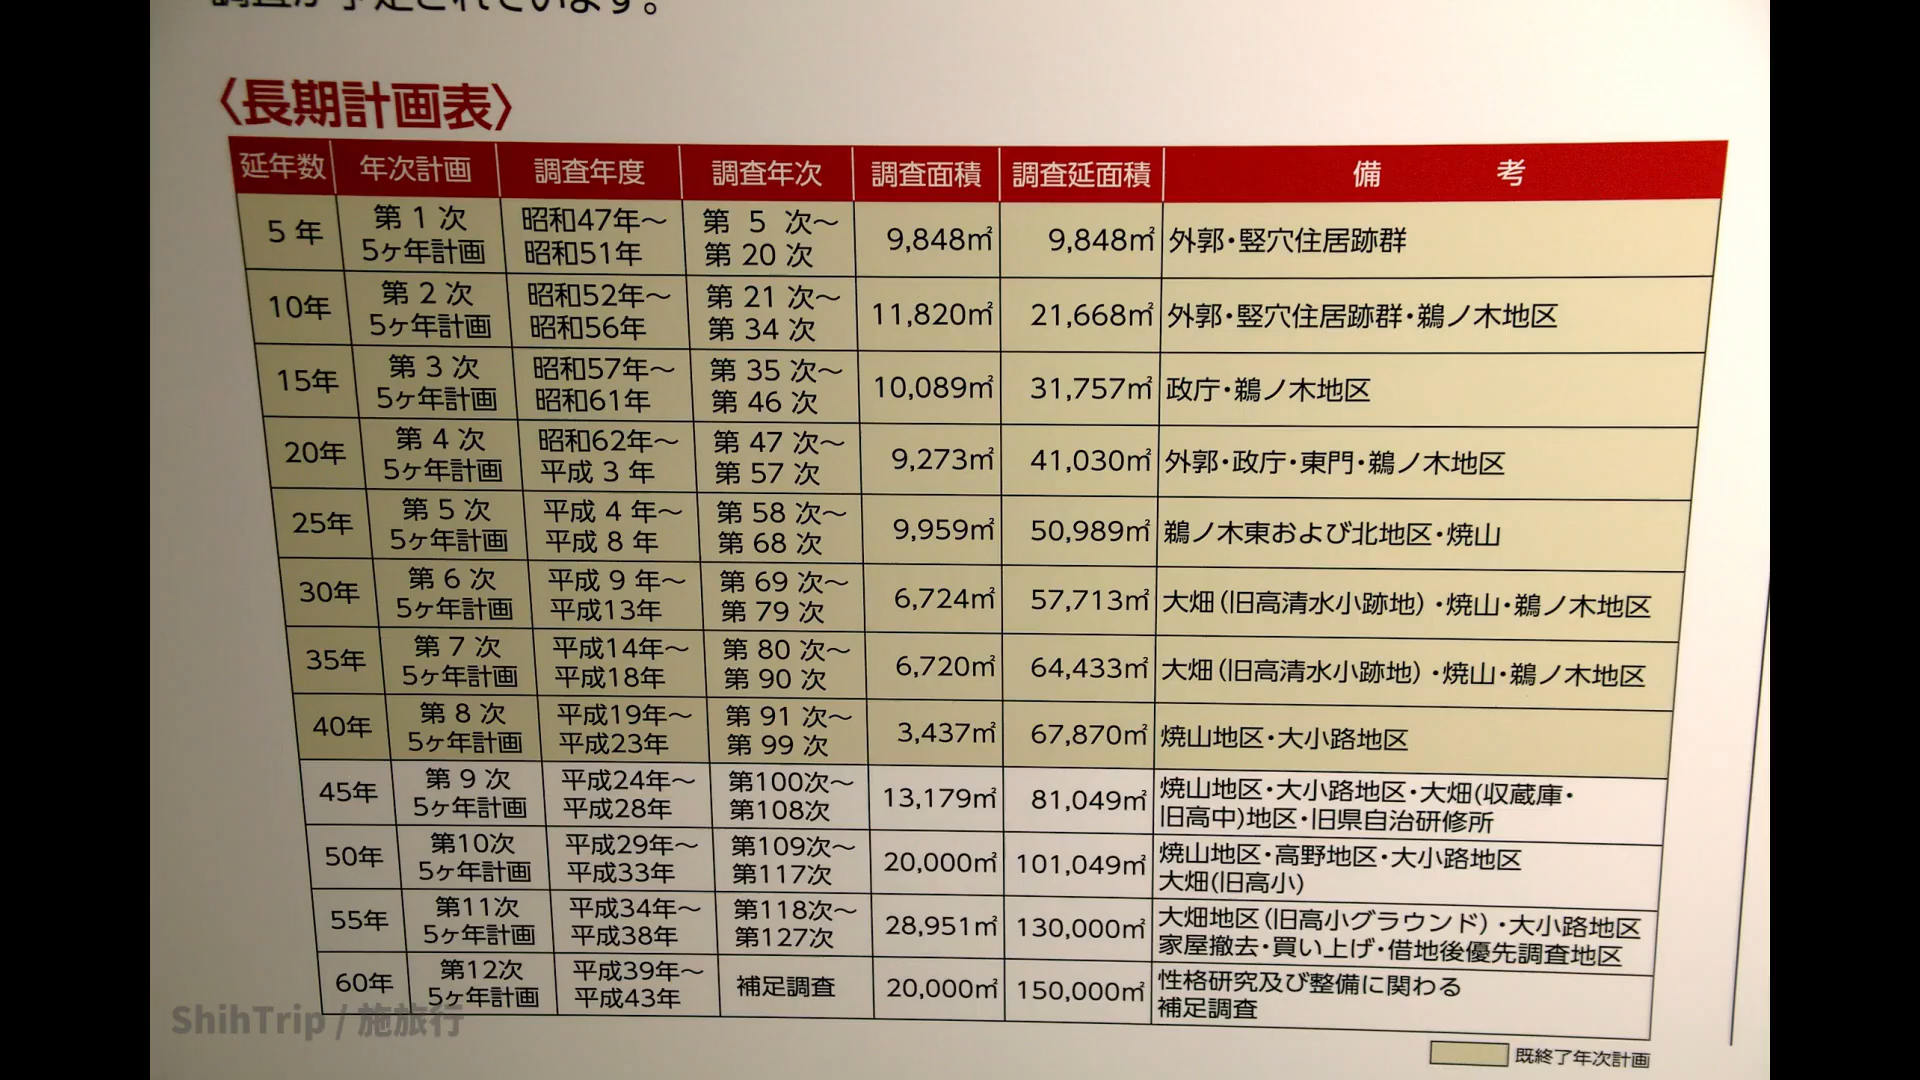 調査が予定されています。
〈長期計画表〉
延年数 年次計画 調査年度 調査年次 調査面積 調査延面積 備考
5年 第1次 5ヶ年計画 昭和47年〜 昭和51年 第5次〜 第20次 9,848㎡ 9,848㎡ 外郭・竪穴住居跡群
10年 第2次 5ヶ年計画 昭和52年〜 昭和56年 第21次〜 第34次 11,820㎡ 21,668㎡ 外郭・竪穴住居跡群・鵜ノ木地区
15年 第3次 5ヶ年計画 昭和57年〜 昭和61年 第35次〜 第46次 10,089㎡ 31,757㎡ 政庁・鵜ノ木地区
20年 第4次 5ヶ年計画 昭和62年〜 平成3年 第47次〜 第57次 9,273㎡ 41,030㎡ 外郭・政庁・東門・鵜ノ木地区
25年 第5次 5ヶ年計画 平成4年〜 平成8年 第58次〜 第68次 9,959㎡ 50,989㎡ 鵜ノ木東および北地区・焼山
30年 第6次 5ヶ年計画 平成9年〜 平成13年 第69次〜 第79次 6,724㎡ 57,713㎡ 大畑(旧高清水小跡地)・焼山・鵜ノ木地区
35年 第7次 5ヶ年計画 平成14年〜 平成18年 第80次〜 第90次 6,720㎡ 64,433㎡ 大畑(旧高清水小跡地)・焼山・鵜ノ木地区
40年 第8次 5ヶ年計画 平成19年〜 平成23年 第91次〜 第99次 3,437㎡ 67,870㎡ 焼山地区・大小路地区
45年 第9次 5ヶ年計画 平成24年〜 平成28年 第100次〜 第108次 13,179㎡ 81,049㎡ 焼山地区・大小路地区・大畑(収蔵庫・旧高中)地区・旧県自治研修所
50年 第10次 5ヶ年計画 平成29年〜 平成33年 第109次〜 第117次 20,000㎡ 101,049㎡ 焼山地区・高野地区・大小路地区 大畑(旧高小)
55年 第11次 5ヶ年計画 平成34年〜 平成38年 第118次〜 第127次 28,951㎡ 130,000㎡ 大畑地区(旧高小グラウンド)・大小路地区 家屋撤去・買い上げ・借地後優先調査地区
60年 第12次 5ヶ年計画 平成39年〜 平成43年 補足調査 20,000㎡ 150,000㎡ 性格研究及び整備に関わる 補足調査
既終了年次計画
ShihTrip / 施旅行